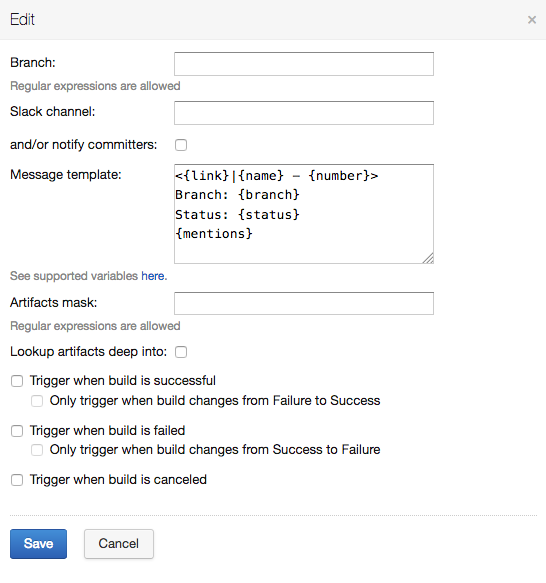 Edit
×
Branch:
Regular expressions are allowed
Slack channel:
and/or notify committers:
Message template:
<{link}|{name} – {number}>
Branch: {branch}
Status: {status}
{mentions}
See supported variables here.
Artifacts mask:
Regular expressions are allowed
Lookup artifacts deep into:
Trigger when build is successful
Only trigger when build changes from Failure to Success
Trigger when build is failed
Only trigger when build changes from Success to Failure
Trigger when build is canceled
Save Cancel